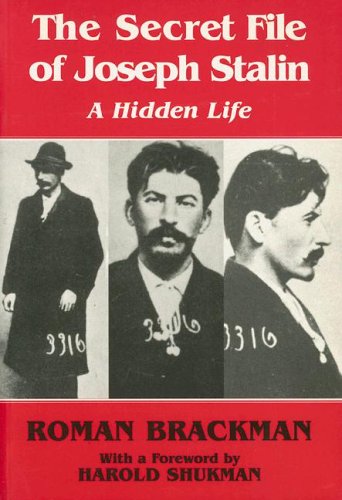 The Secret File
of Joseph Stalin
A Hidden Life
3316
3316
3316
ROMAN BRACKMAN
With a Foreword by
HAROLD SHUKMAN